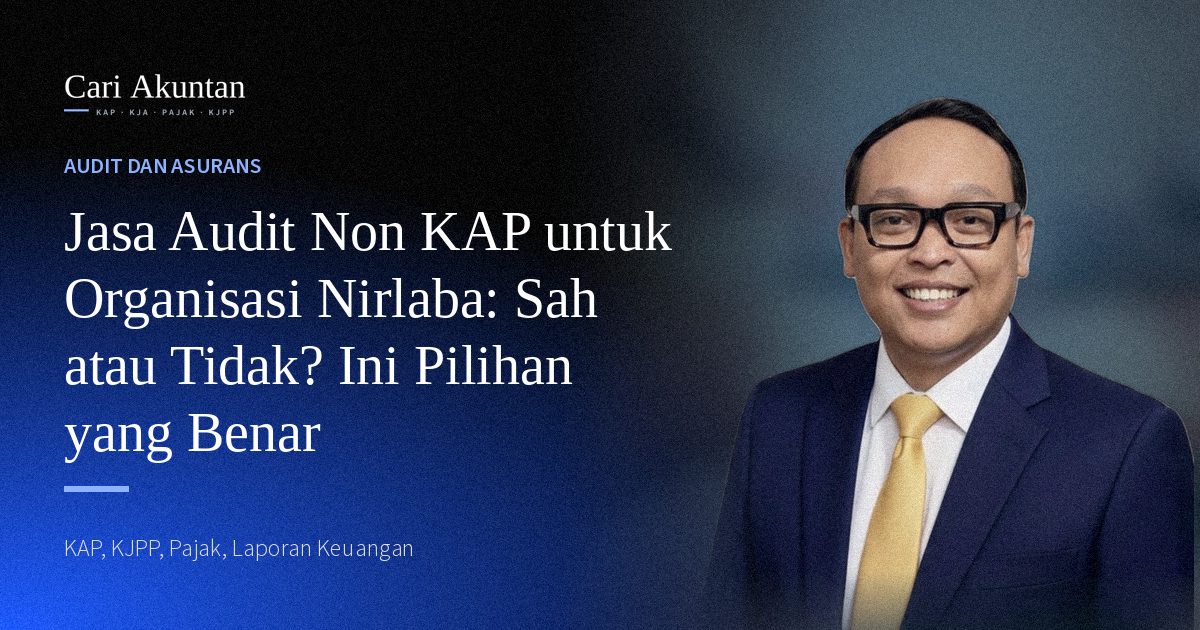 Cari Akuntan
KAP · KJA · PAJAK · KJPP
AUDIT DAN ASURANS
Jasa Audit Non KAP untuk
Organisasi Nirlaba: Sah
atau Tidak? Ini Pilihan
yang Benar
KAP, KJPP, Pajak, Laporan Keuangan